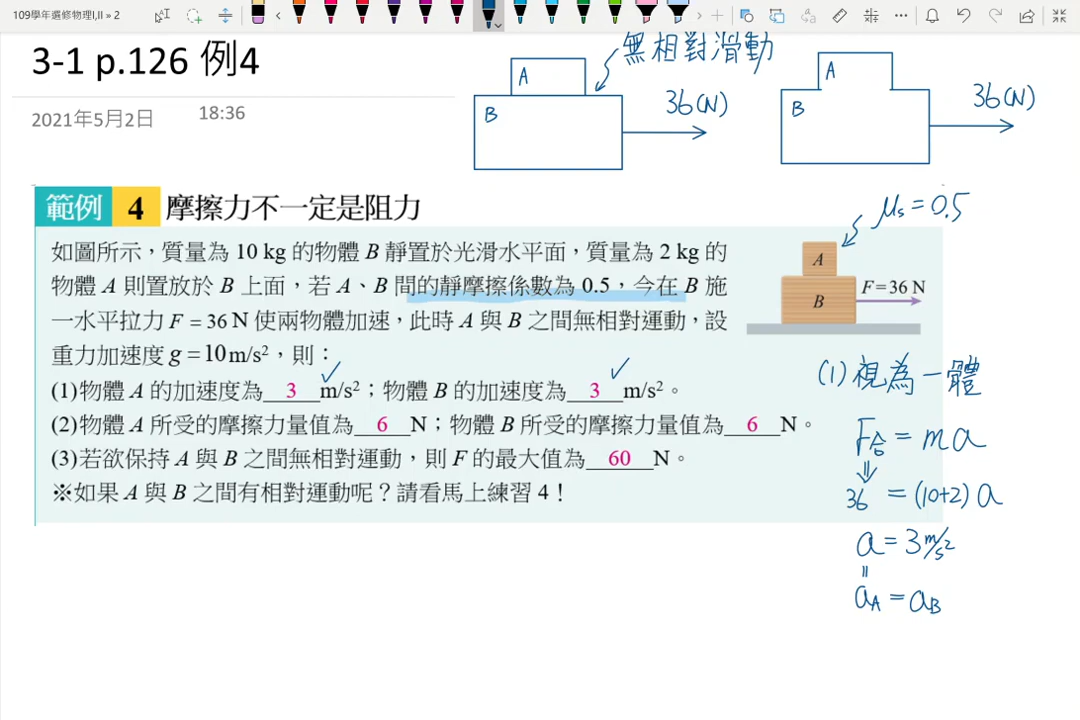 109學年選修物理I,II » 2
3-1 p.126 例4
2021年5月2日 18:36
無相對滑動
A
B
36(N)
A
B
36(N)
範例 4 摩擦力不一定是阻力
如圖所示，質量為 10 kg 的物體 B 靜置於光滑水平面，質量為 2 kg 的
物體 A 則置放於 B 上面，若 A、B 間的靜摩擦係數為 0.5，今在 B 施
一水平拉力 F = 36 N 使兩物體加速，此時 A 與 B 之間無相對運動，設
重力加速度 g = 10 m/s²，則：
(1)物體 A 的加速度為 3 m/s²；物體 B 的加速度為 3 m/s²。
(2)物體 A 所受的摩擦力量值為 6 N；物體 B 所受的摩擦力量值為 6 N。
(3)若欲保持 A 與 B 之間無相對運動，則 F 的最大值為 60 N。
※如果 A 與 B 之間有相對運動呢？請看馬上練習 4！
μs = 0.5
A
B
F = 36 N
(1) 視為一體
F合 = ma
⇓
36 = (10+2) a
a = 3 m/s²
=
aA = aB